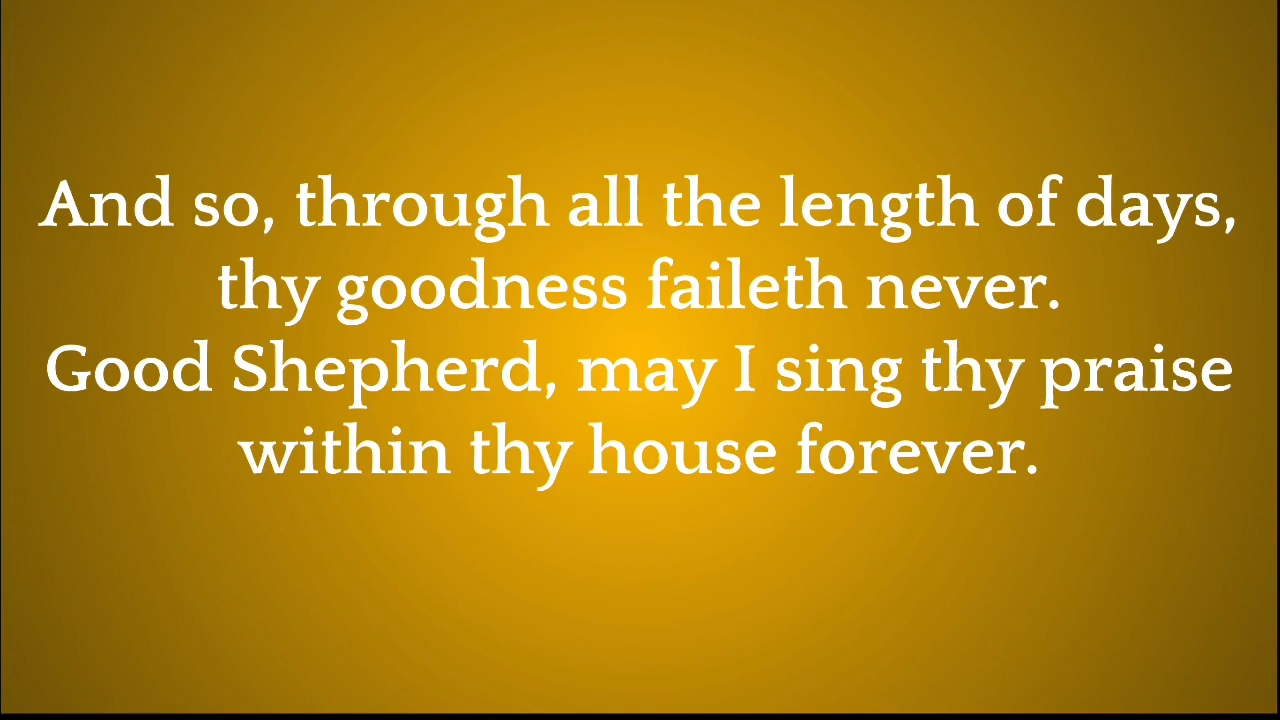 And so, through all the length of days,
thy goodness faileth never.
Good Shepherd, may I sing thy praise
within thy house forever.